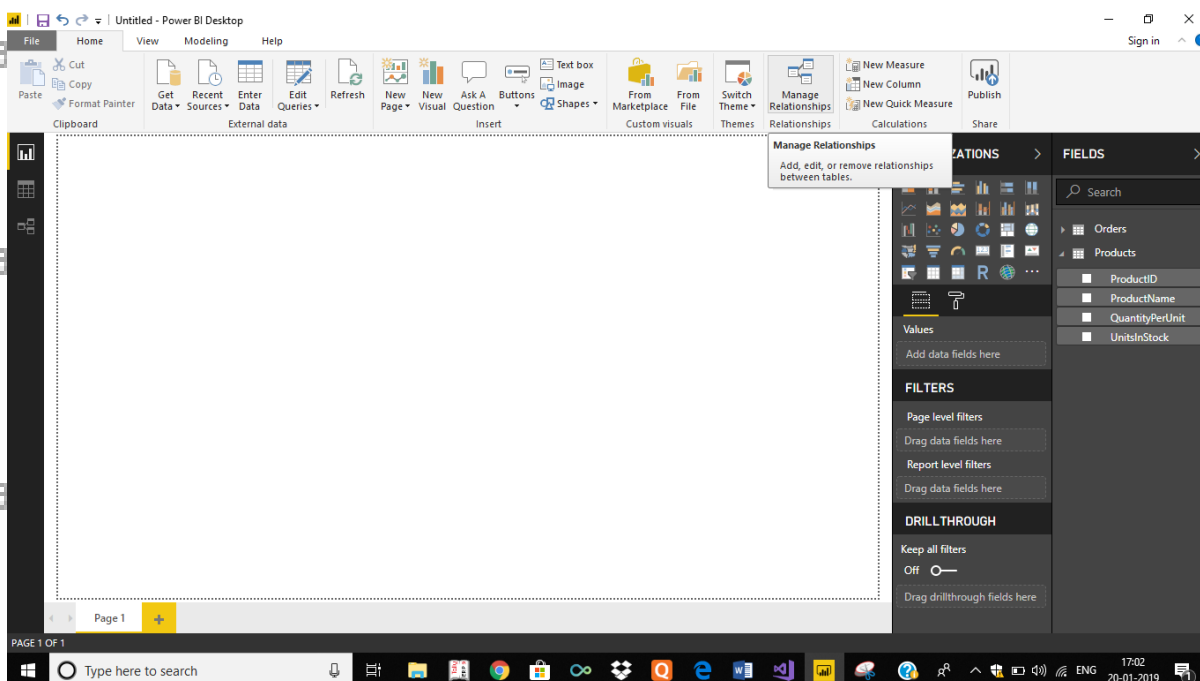 Untitled - Power BI Desktop
File Home View Modeling Help Sign in
Paste
Cut
Copy
Format Painter
Clipboard
Get Data
Recent Sources
Enter Data
Edit Queries
Refresh
External data
New Page
New Visual
Ask A Question
Buttons
Text box
Image
Shapes
Insert
From Marketplace
From File
Custom visuals
Switch Theme
Themes
Manage Relationships
Relationships
New Measure
New Column
New Quick Measure
Calculations
Publish
Share
Manage Relationships
Add, edit, or remove relationships
between tables.
ZATIONS
R
Values
Add data fields here
FILTERS
Page level filters
Drag data fields here
Report level filters
Drag data fields here
DRILLTHROUGH
Keep all filters
Off
Drag drillthrough fields here
FIELDS
Search
Orders
Products
ProductID
ProductName
QuantityPerUnit
UnitsInStock
Page 1
PAGE 1 OF 1
Type here to search
ENG
17:02
20-01-2019